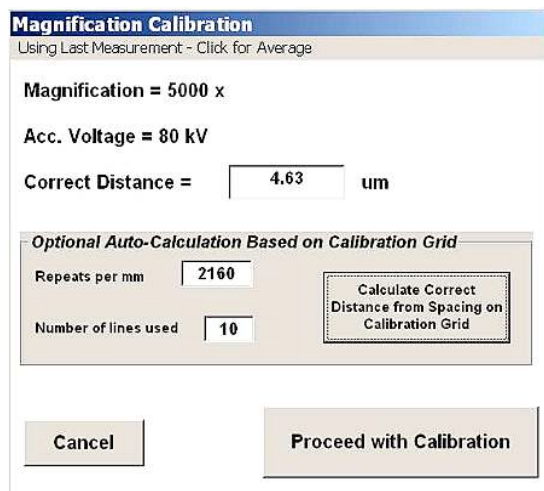 Magnification Calibration
Using Last Measurement - Click for Average
Magnification = 5000 x
Acc. Voltage = 80 kV
Correct Distance = 4.63 um
Optional Auto-Calculation Based on Calibration Grid
Repeats per mm 2160
Number of lines used 10
Calculate Correct
Distance from Spacing on
Calibration Grid
Cancel
Proceed with Calibration